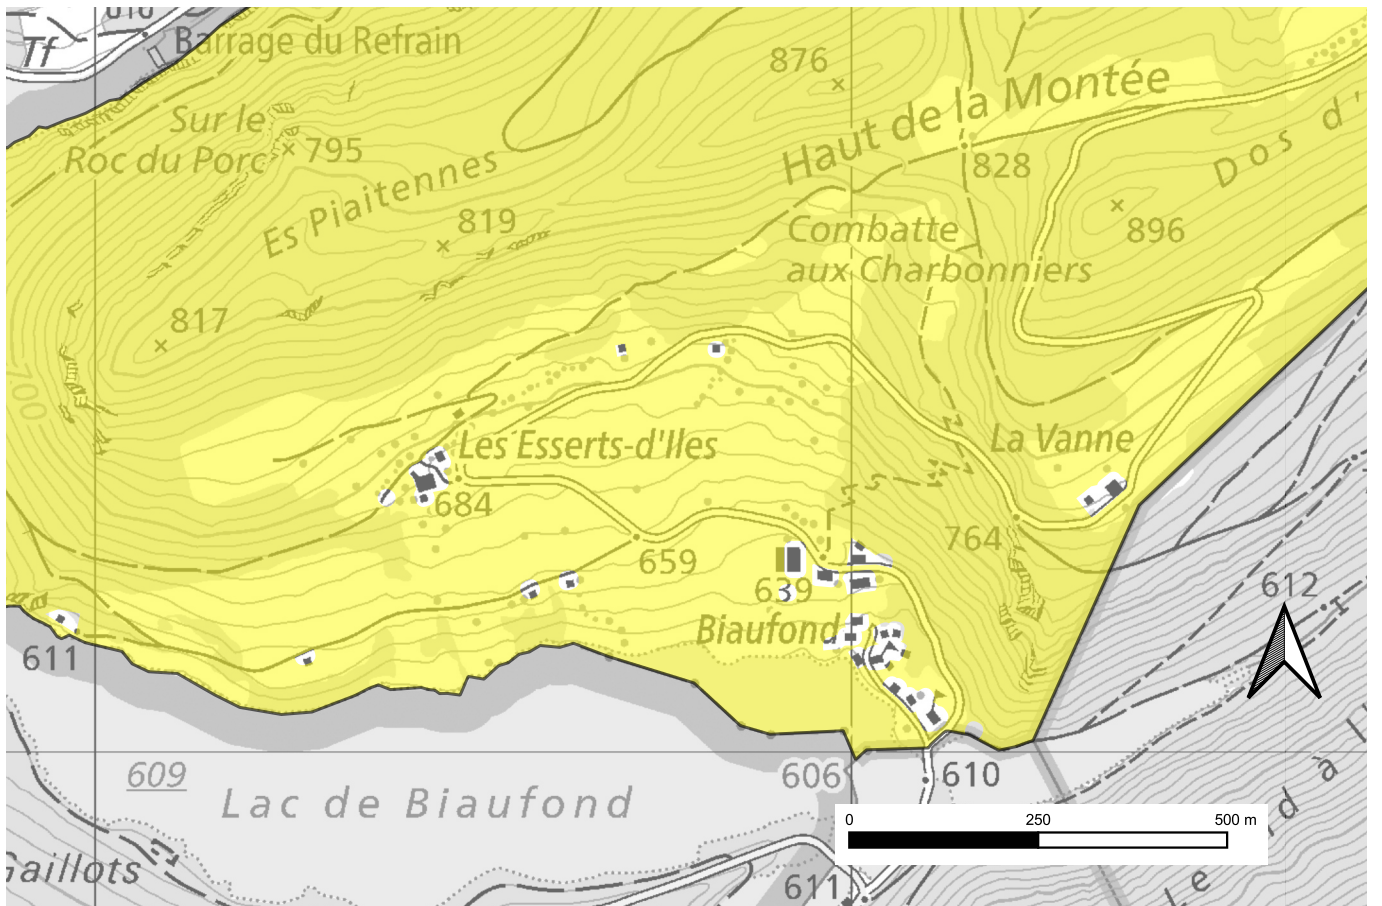 Tf
Barrage du Refrain
876
Haut de la Montée
Sur le
Roc du Porc
795
828
Dos d'
Es Piaitennes
819
896
Combatte
aux Charbonniers
817
700
Les Esserts-d'Iles
La Vanne
684
764
659
639
612
Biaufond
611
609
606
610
Lac de Biaufond
0 250 500 m
Gaillots
611
Le
d à